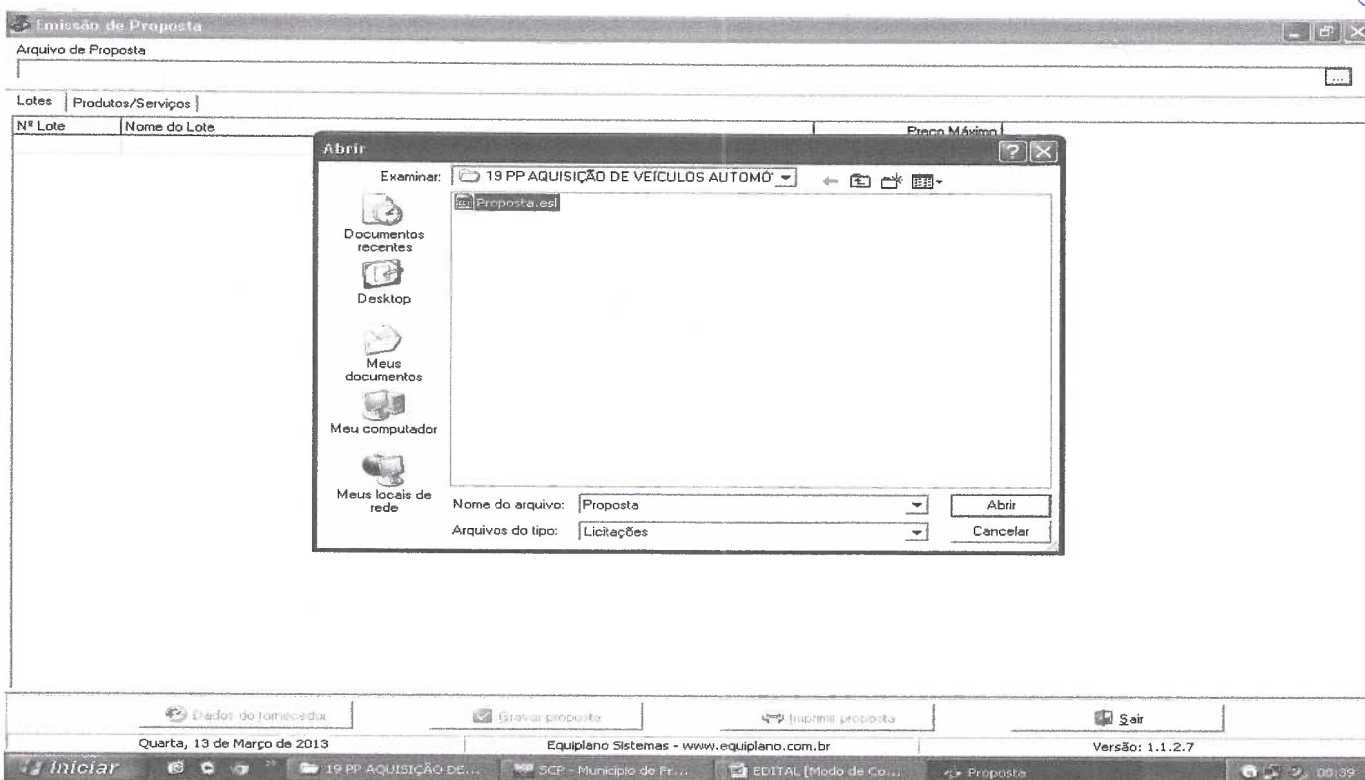 Emissão de Proposta
Arquivo de Proposta
...
Lotes Produtos/Serviços
Nº Lote Nome do Lote Preço Máximo
Abrir
Examinar: 19 PP AQUISIÇÃO DE VEÍCULOS AUTOMÓ
Proposta.esl
Documentos
recentes
Desktop
Meus
documentos
Meu computador
Meus locais de
rede
Nome do arquivo: Proposta Abrir
Arquivos do tipo: Licitações Cancelar
Dados do fornecedor Gravar proposta Imprimir proposta Sair
Quarta, 13 de Março de 2013 Equiplano Sistemas - www.equiplano.com.br Versão: 1.1.2.7
Iniciar 19 PP AQUISIÇÃO DE... SCP - Município de Fr... EDITAL [Modo de Co... Proposta